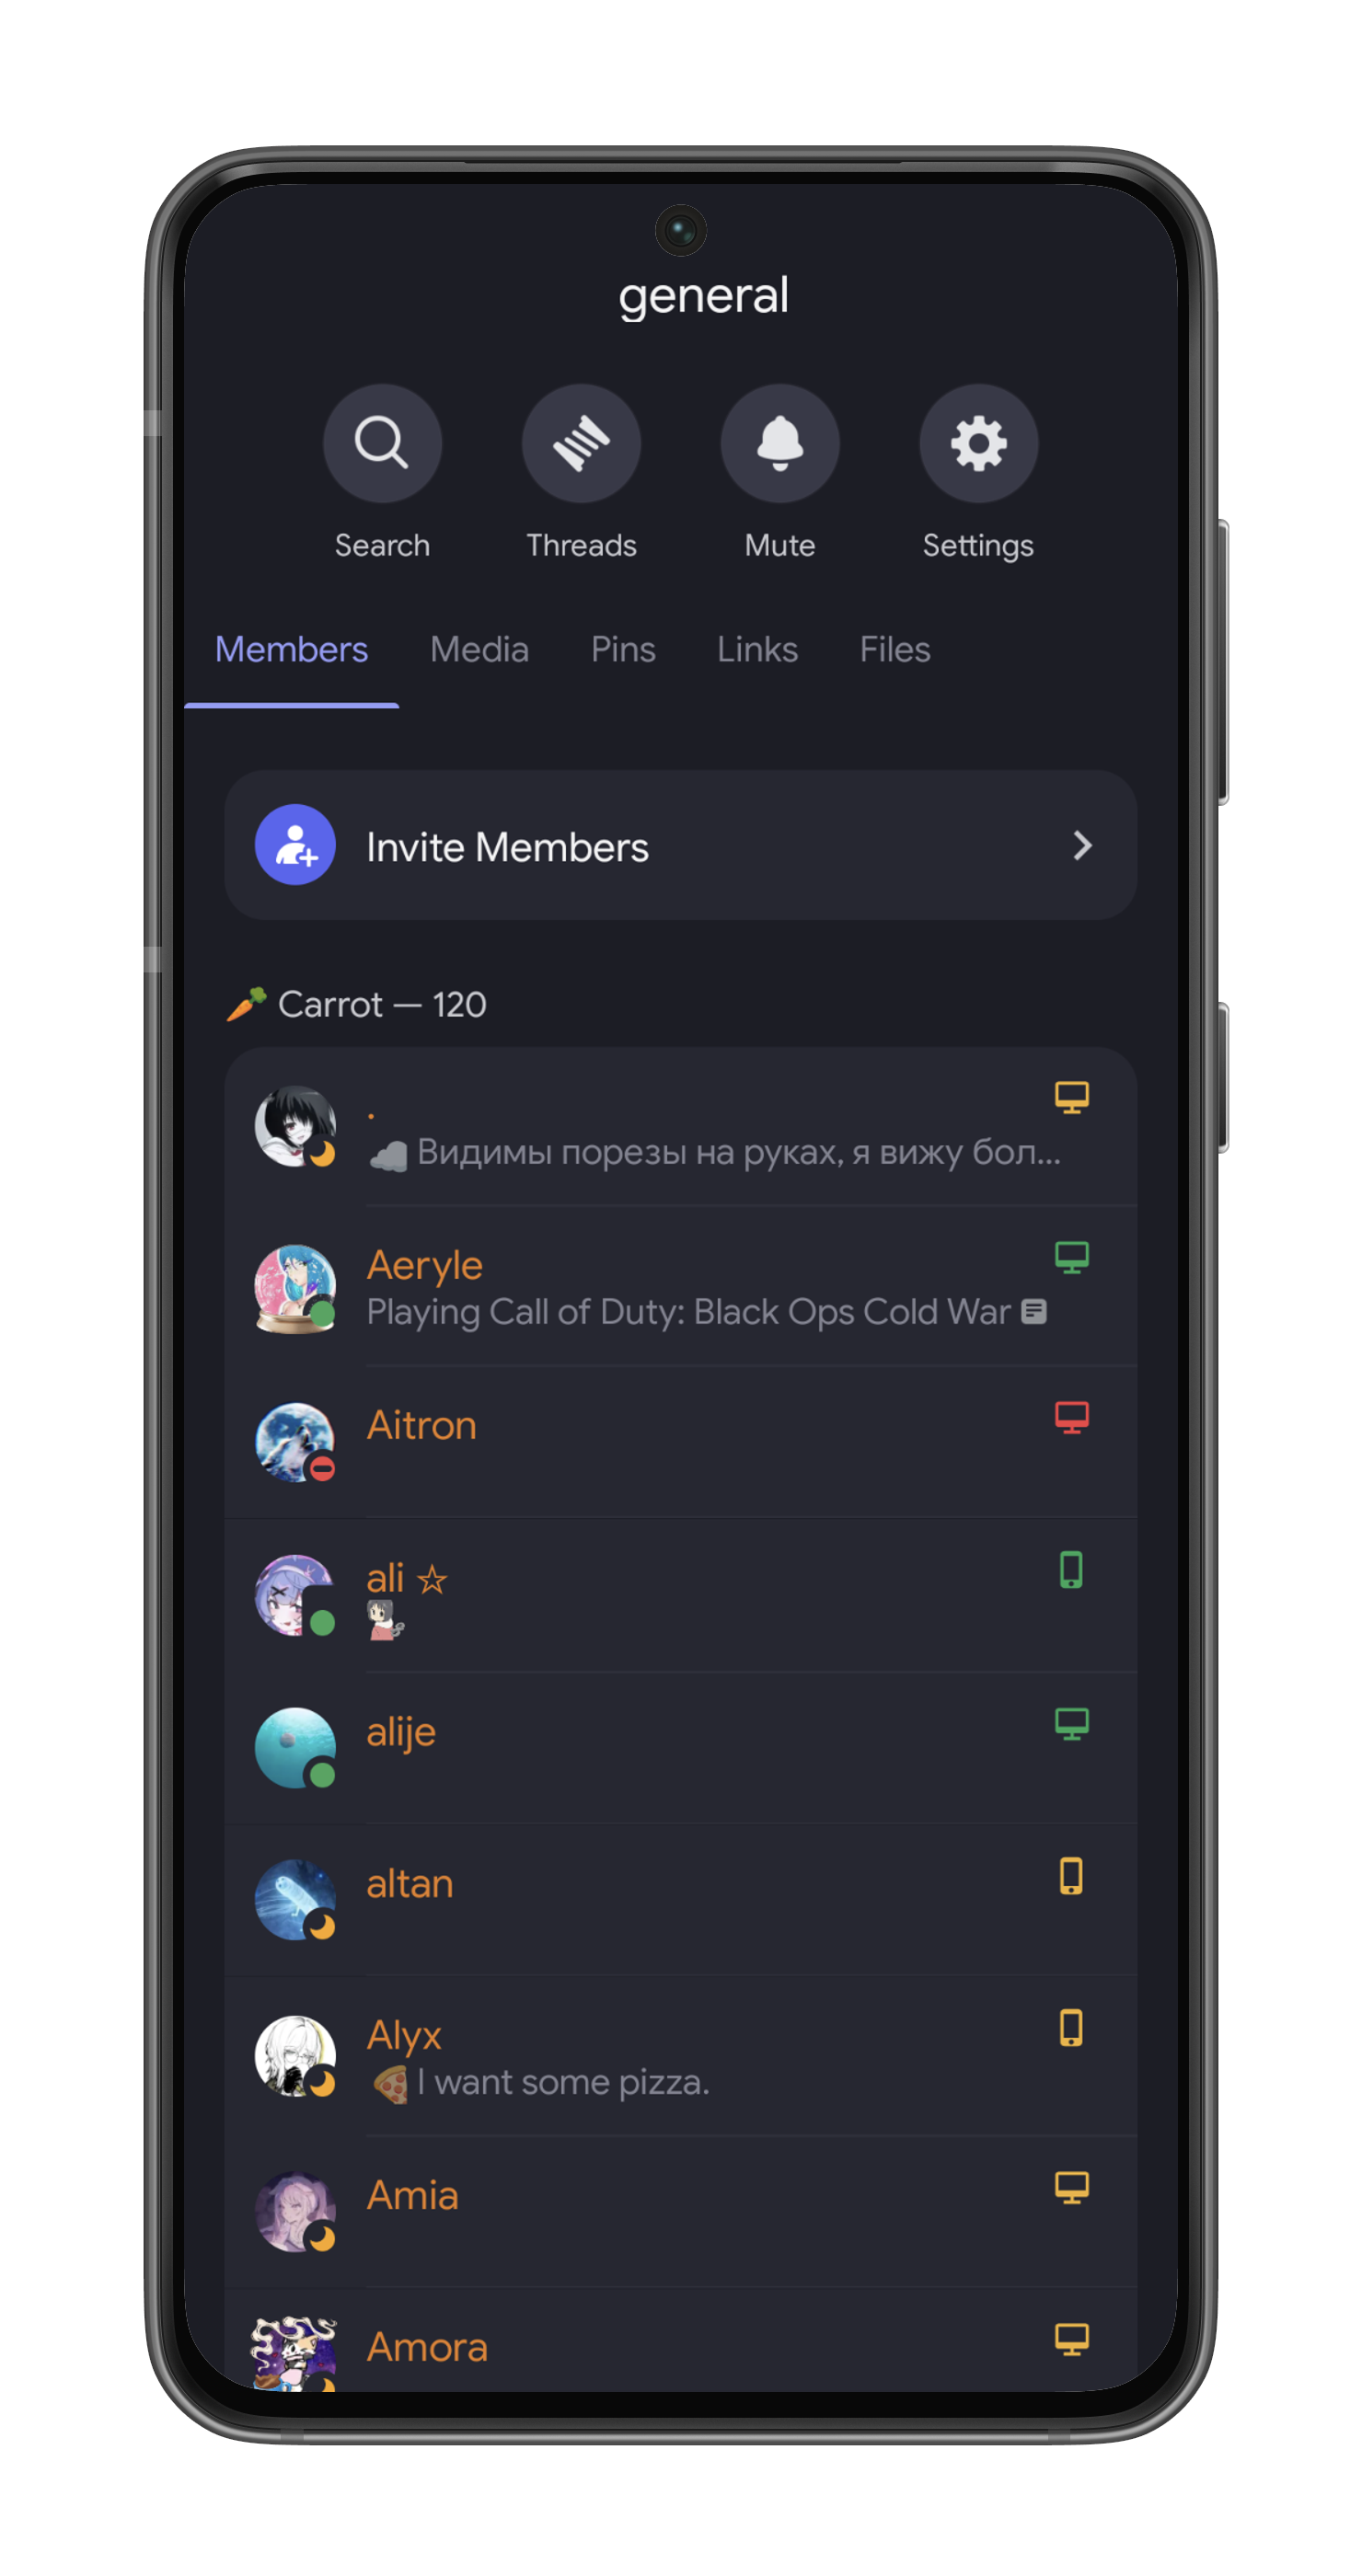 general
Search Threads Mute Settings
Members Media Pins Links Files
Invite Members
🥕 Carrot — 120
.
☁️ Видимы порезы на руках, я вижу бол...
Aeryle
Playing Call of Duty: Black Ops Cold War
Aitron
ali ☆
alije
altan
Alyx
🍕 I want some pizza.
Amia
Amora